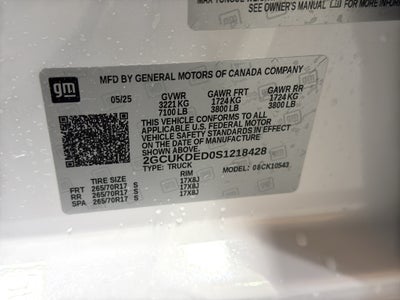 SEE OWNER'S MANUAL FOR MORE INFORM
gm
MFD BY GENERAL MOTORS OF CANADA COMPANY
05/25 GVWR GAWR FRT GAWR RR
3221 KG 1724 KG 1724 KG
7100 LB 3800 LB 3800 LB
THIS VEHICLE CONFORMS TO ALL
APPLICABLE U.S. FEDERAL MOTOR
VEHICLE SAFETY STANDARDS IN
EFFECT ON THE DATE OF
MANUFACTURE SHOWN ABOVE.
2GCUKDED0S1218428
TYPE: TRUCK MODEL: 08CK10543
TIRE SIZE RIM
FRT 265/70R17 S 17X8J
RR 265/70R17 S 17X8J
SPA 265/70R17 S 17X8J